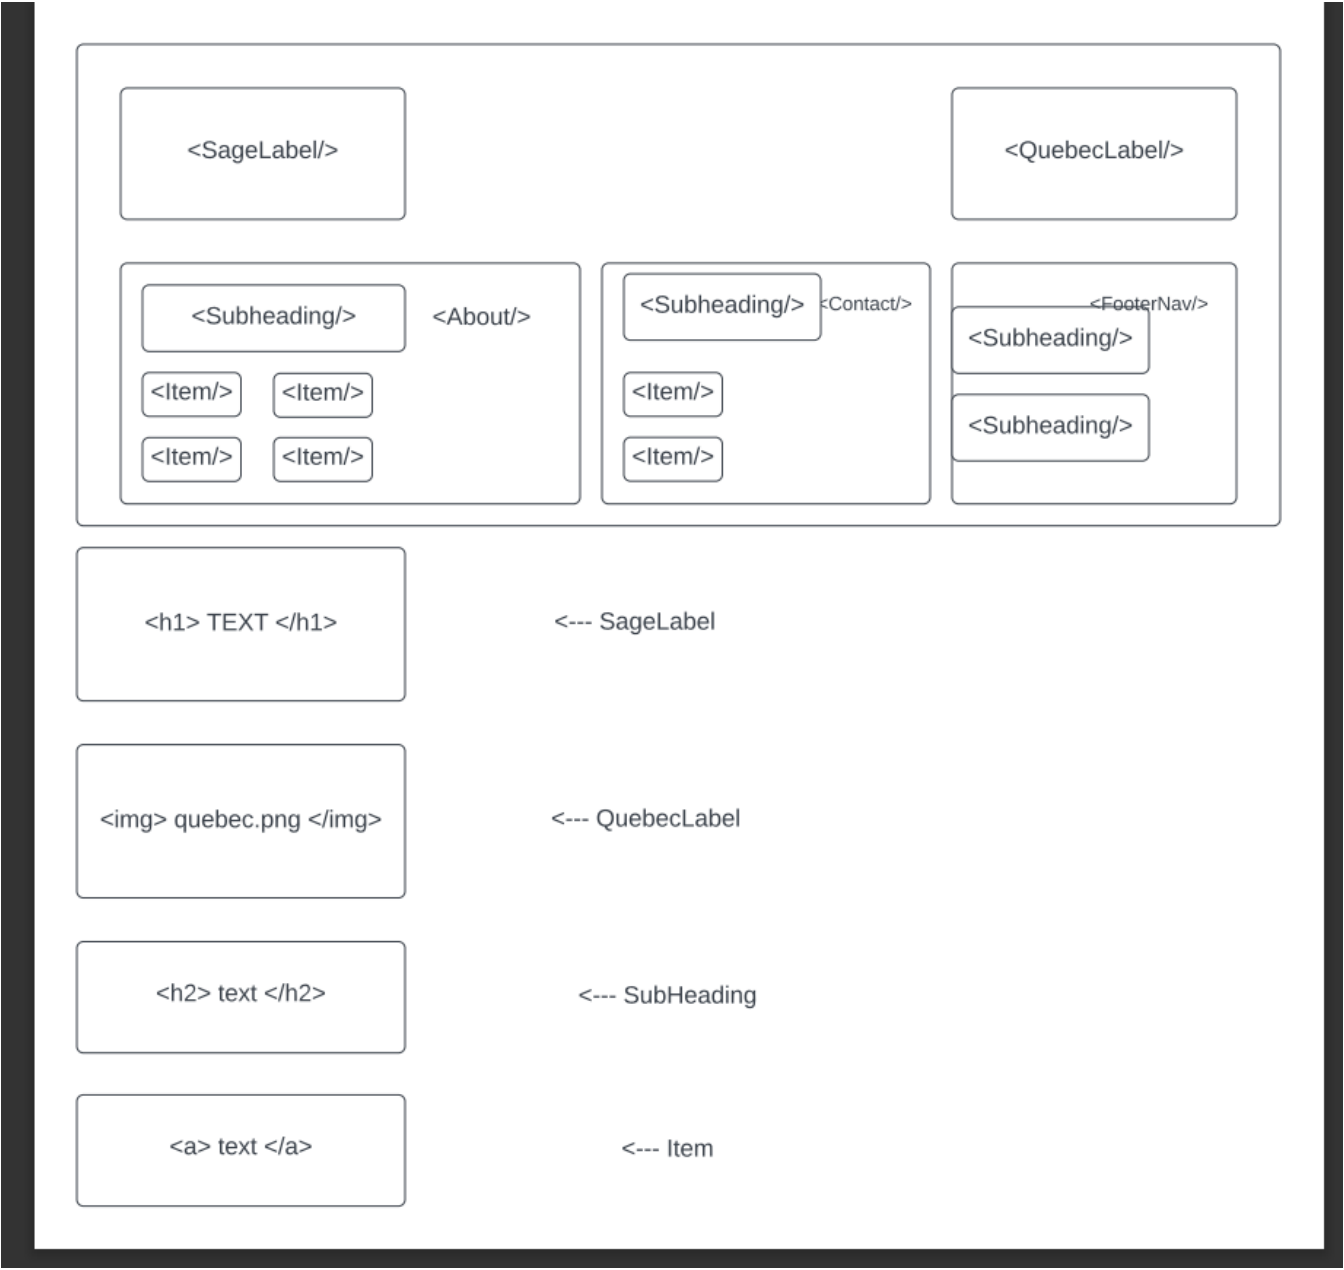 <SageLabel/>
<QuebecLabel/>
<Subheading/>
<About/>
<Item/>
<Item/>
<Item/>
<Item/>
<Subheading/>
<Contact/>
<Item/>
<Item/>
<FooterNav/>
<Subheading/>
<Subheading/>
<h1> TEXT </h1>
<--- SageLabel
<img> quebec.png </img>
<--- QuebecLabel
<h2> text </h2>
<--- SubHeading
<a> text </a>
<--- Item